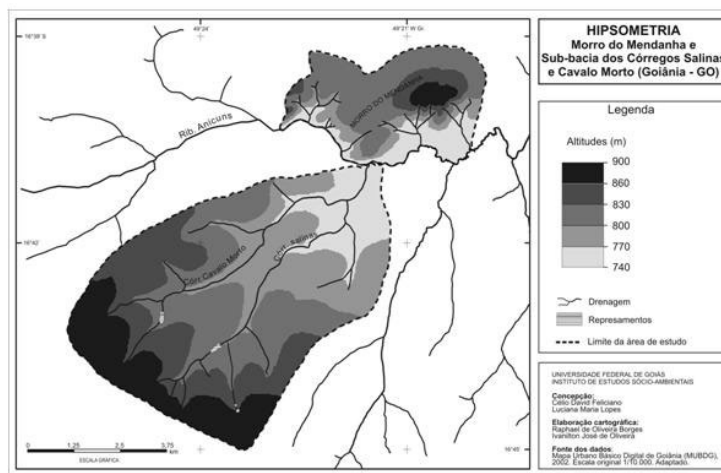 49°24
49°21 W Gr.
16°38 S
MORRO DO MENDANHA
Rib. Anicuns
16°42
Córr. Cavalo Morto
Córr. Salinas
0 1.25 2.5 3.75
km
ESCALA GRÁFICA
16°45
HIPSOMETRIA
Morro do Mendanha e
Sub-bacia dos Córregos Salinas
e Cavalo Morto (Goiânia - GO)
Legenda
Altitudes (m)
900
860
830
800
770
740
Drenagem
Represamentos
Limite da área de estudo
UNIVERSIDADE FEDERAL DE GOIÁS
INSTITUTO DE ESTUDOS SÓCIO-AMBIENTAIS
Concepção:
Célio David Feliciano
Luciana Maria Lopes
Elaboração cartográfica:
Raphael de Oliveira Borges
Ivanilton José de Oliveira
Fonte dos dados:
Mapa Urbano Básico Digital de Goiânia (MUBDG),
2002. Escala original 1/10.000. Adaptado.